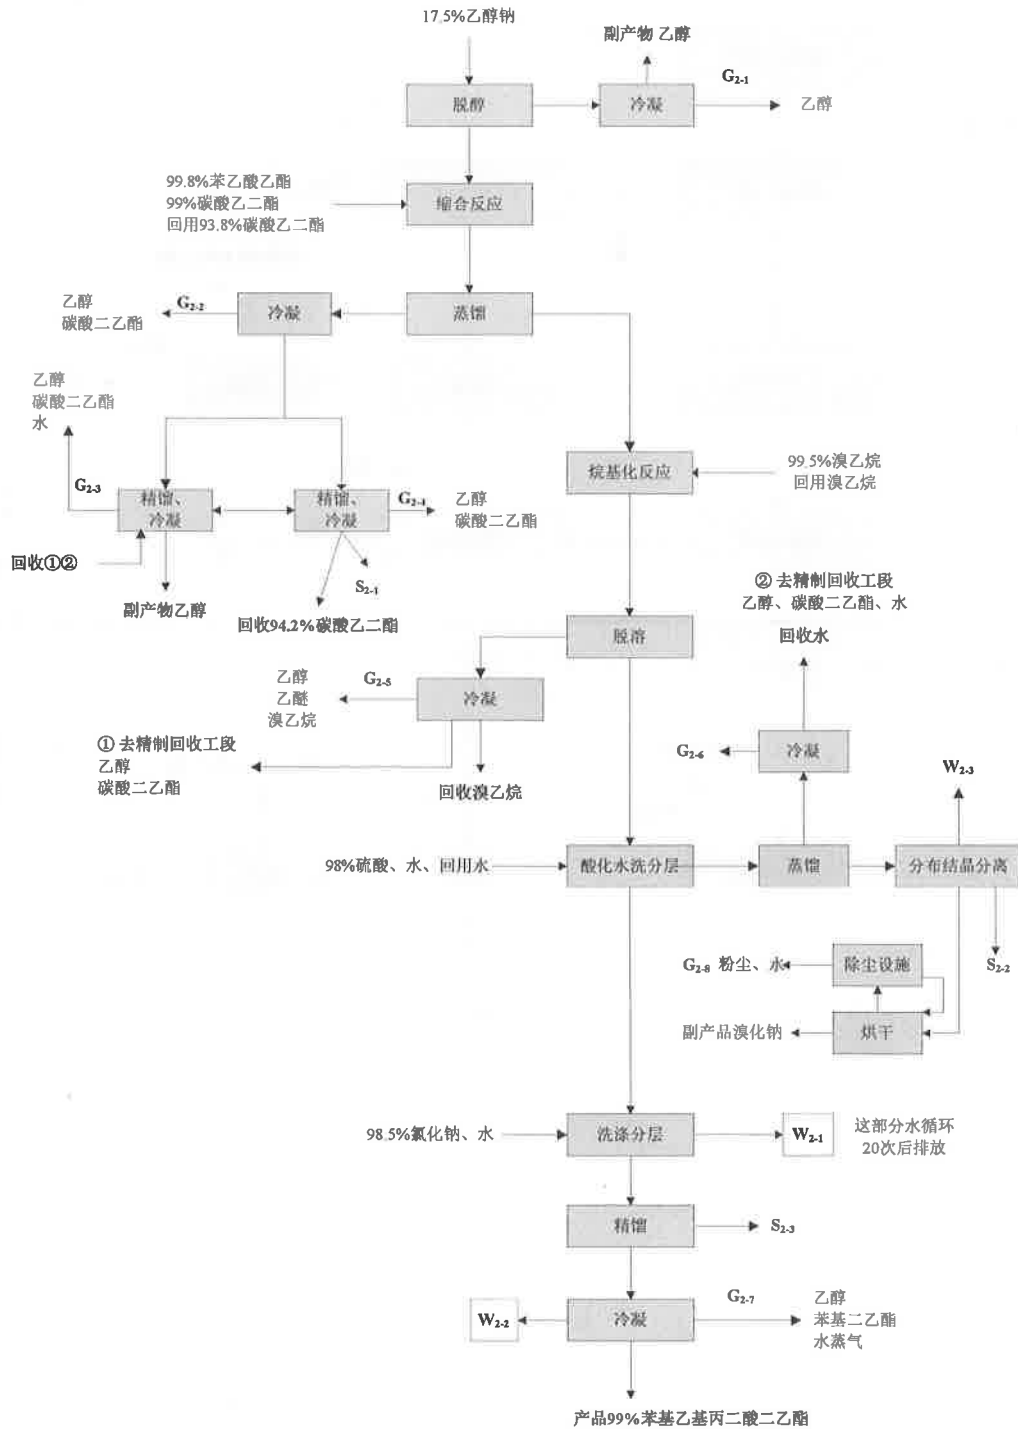 17.5%乙醇钠
副产物 乙醇
G2-1
脱醇
冷凝
乙醇
99.8%苯乙酸乙酯
99%碳酸乙二酯
回用93.8%碳酸乙二酯
缩合反应
乙醇
碳酸二乙酯
G2-2
冷凝
蒸馏
乙醇
碳酸二乙酯
水
G2-3
精馏、
冷凝
精馏、
冷凝
G2-4
乙醇
碳酸二乙酯
烷基化反应
99.5%溴乙烷
回用溴乙烷
回收①②
S2-1
副产物乙醇
回收94.2%碳酸乙二酯
② 去精制回收工段
乙醇、碳酸二乙酯、水
回收水
脱溶
乙醇
乙醚
溴乙烷
G2-5
冷凝
① 去精制回收工段
乙醇
碳酸二乙酯
回收溴乙烷
G2-6
冷凝
W2-3
98%硫酸、水、回用水
酸化水洗分层
蒸馏
分布结晶分离
G2-8 粉尘、水
除尘设施
S2-2
副产品溴化钠
烘干
98.5%氯化钠、水
洗涤分层
W2-1
这部分水循环
20次后排放
精馏
S2-3
W2-2
冷凝
G2-7
乙醇
苯基二乙酯
水蒸气
产品99%苯基乙基丙二酸二乙酯